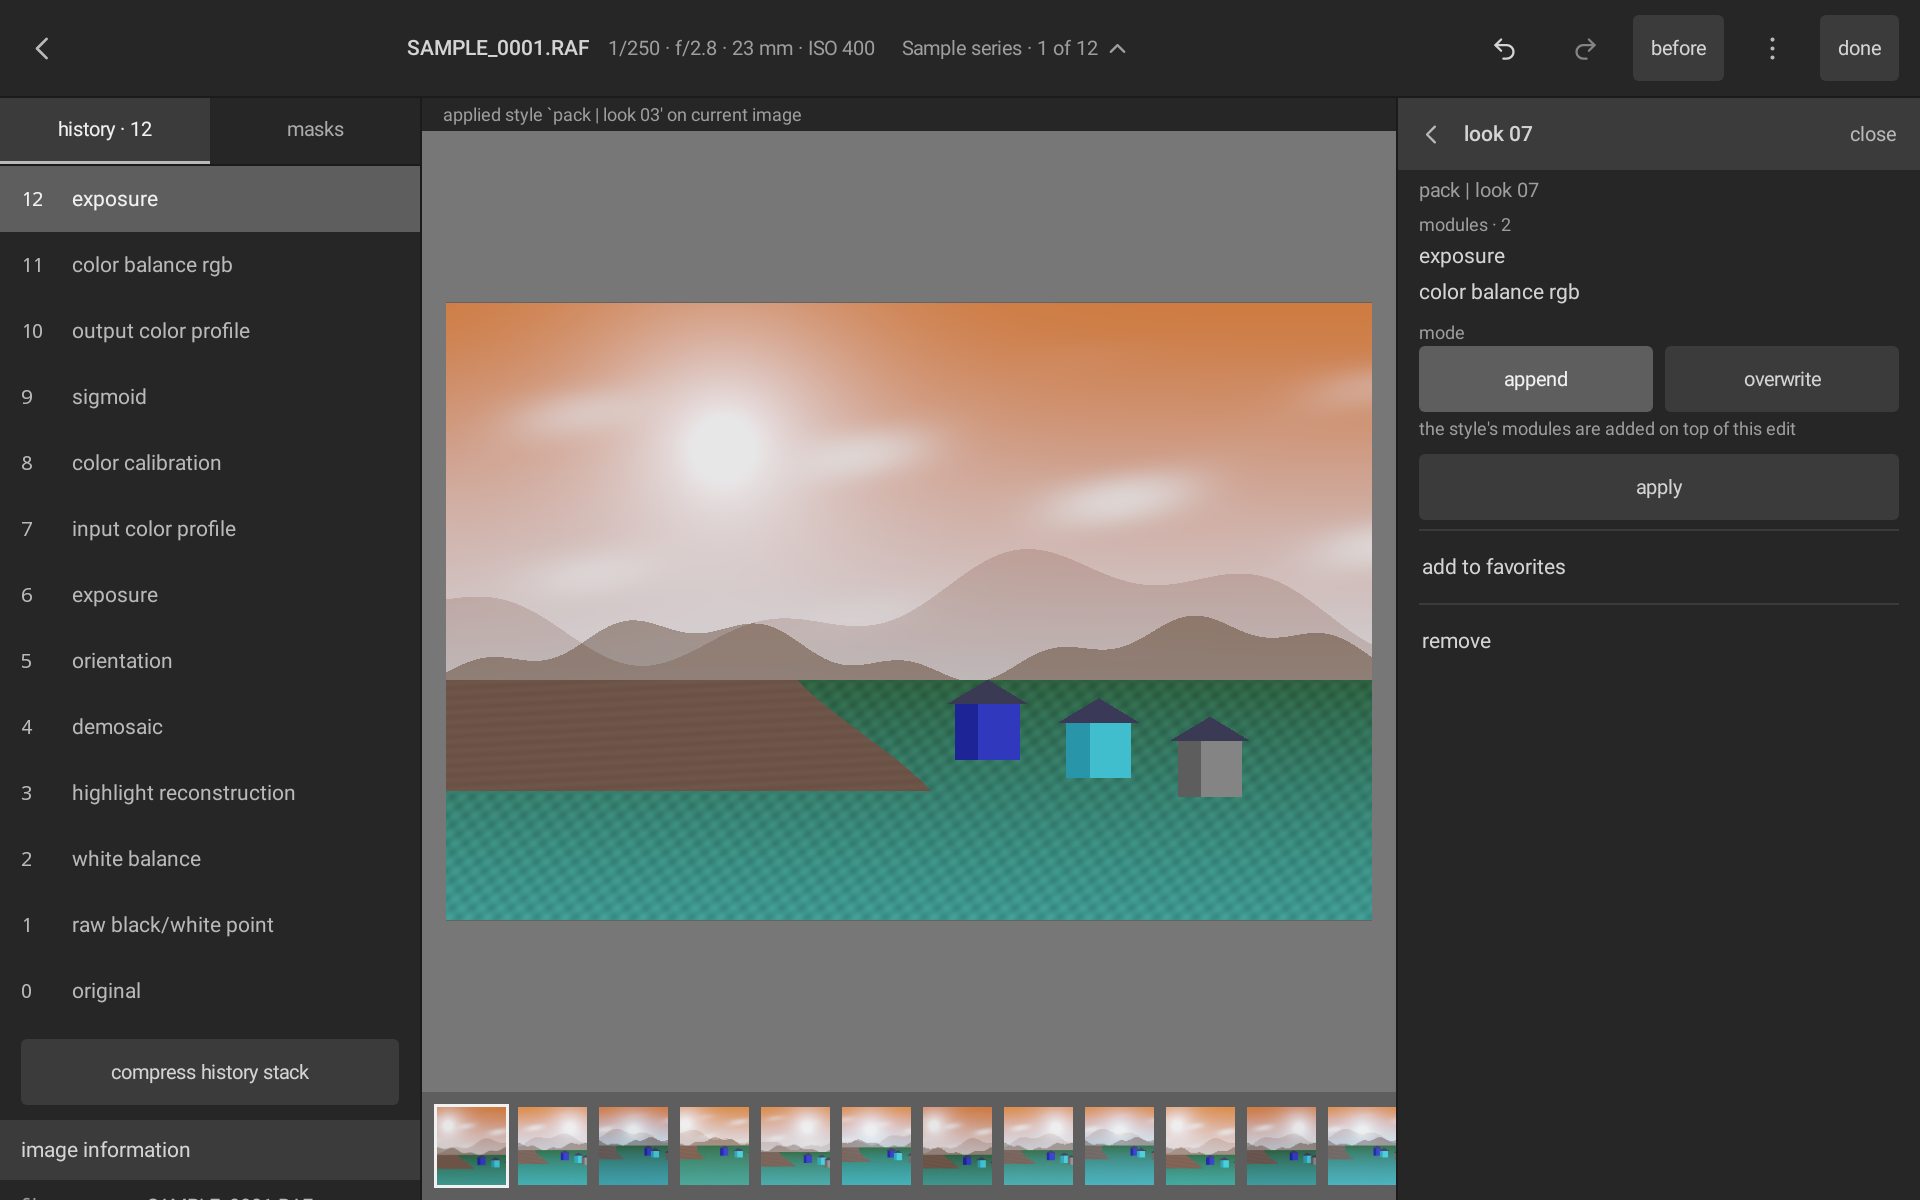 SAMPLE_0001.RAF 1/250 · f/2.8 · 23 mm · ISO 400 Sample series · 1 of 12
before
done
history · 12
masks
12 exposure
11 color balance rgb
10 output color profile
9 sigmoid
8 color calibration
7 input color profile
6 exposure
5 orientation
4 demosaic
3 highlight reconstruction
2 white balance
1 raw black/white point
0 original
compress history stack
image information
SAMPLE_0001.RAF
applied style `pack | look 03' on current image
look 07
close
pack | look 07
modules · 2
exposure
color balance rgb
mode
append
overwrite
the style's modules are added on top of this edit
apply
add to favorites
remove